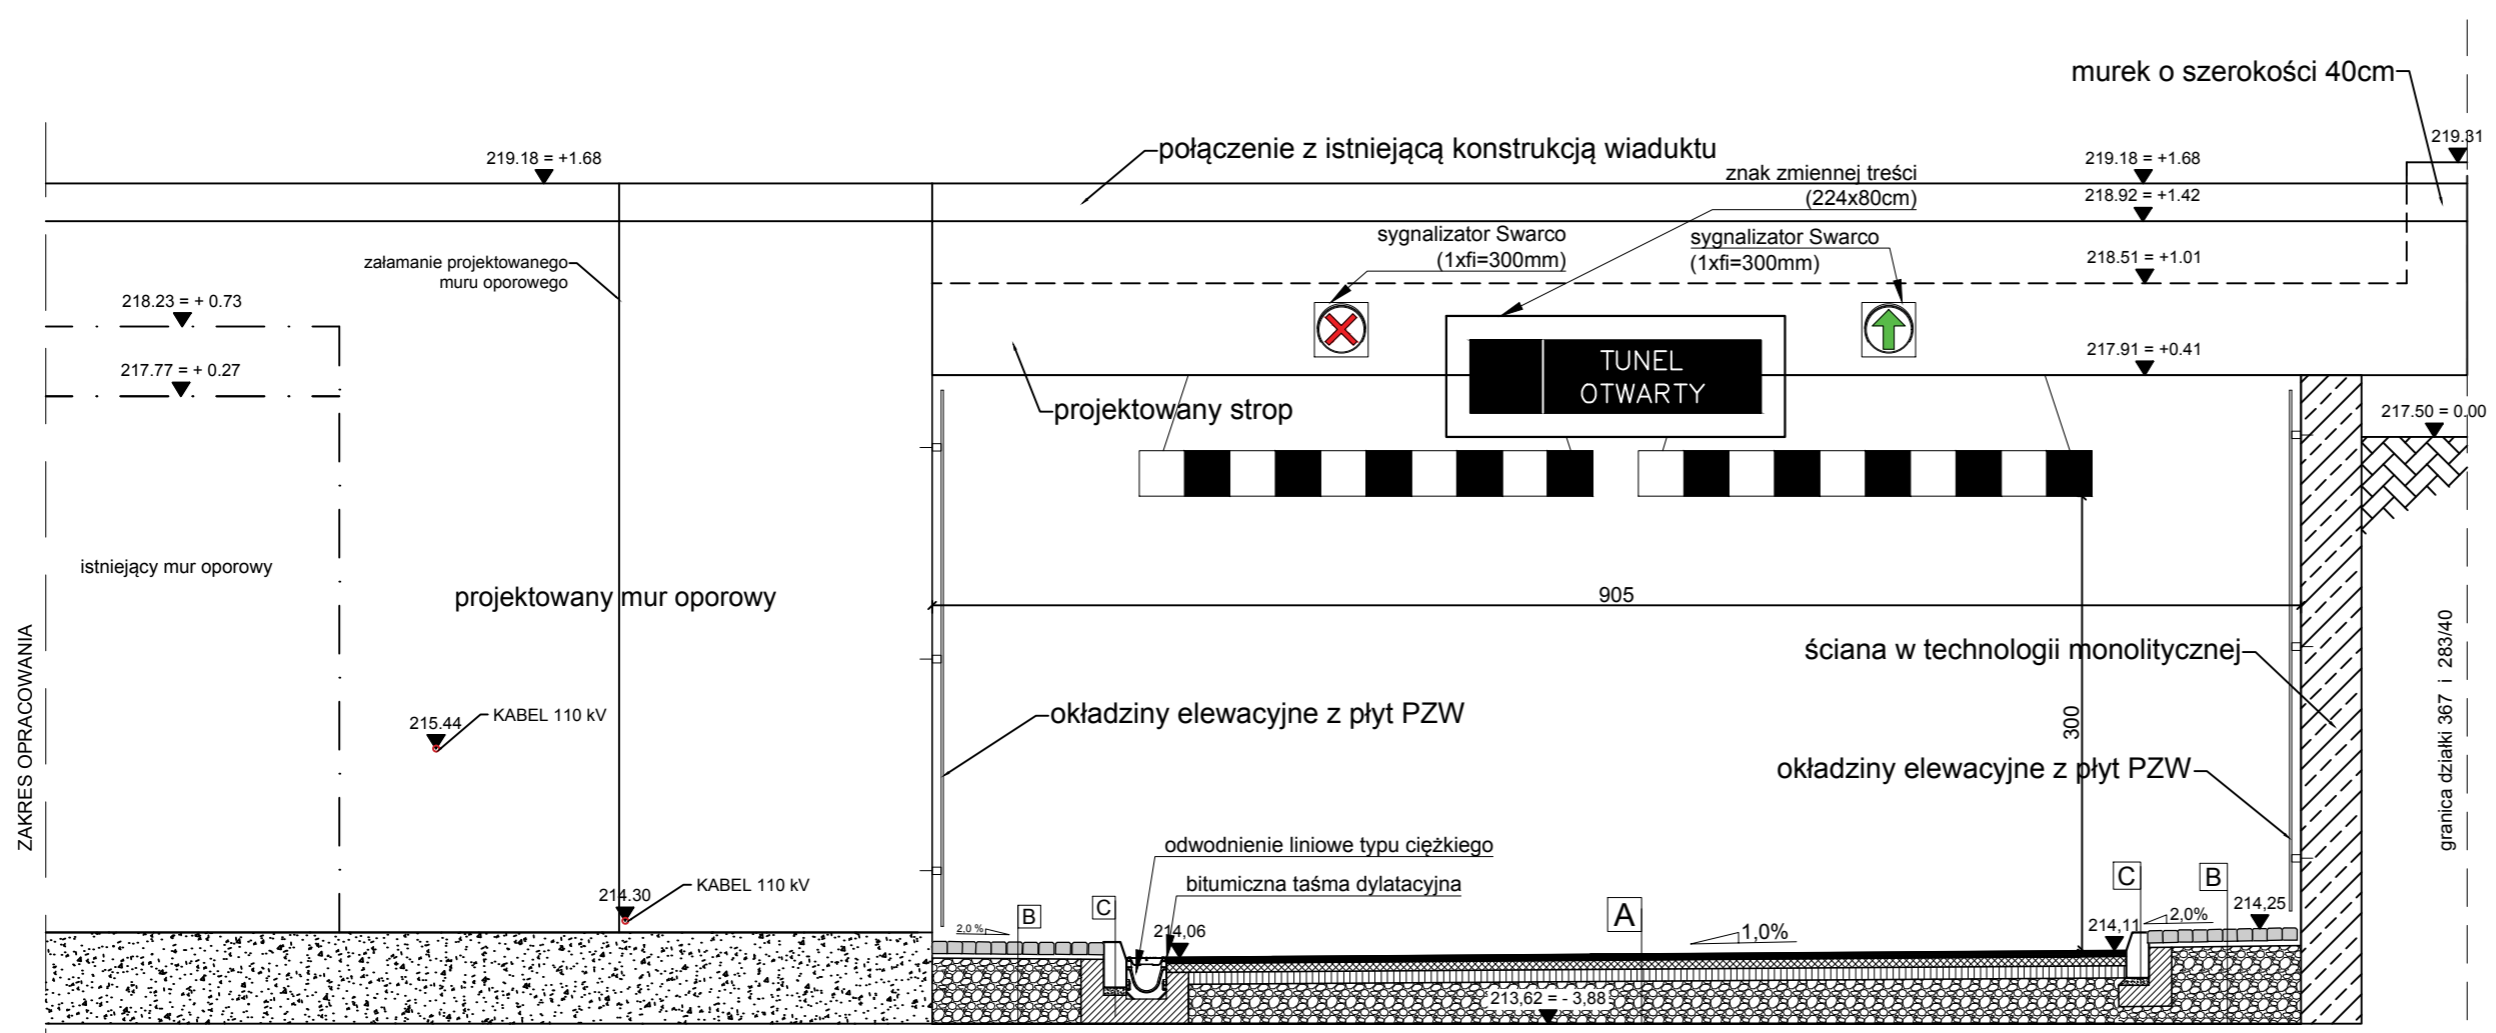 murek o szerokości 40cm
219.31
219.18 = +1.68
połączenie z istniejącą konstrukcją wiaduktu
219.18 = +1.68
znak zmiennej treści
(224x80cm)
218.92 = +1.42
sygnalizator Swarco
(1xfi=300mm)
sygnalizator Swarco
(1xfi=300mm)
218.51 = +1.01
załamanie projektowanego
muru oporowego
218.23 = + 0.73
217.77 = + 0.27
217.91 = +0.41
TUNEL
OTWARTY
projektowany strop
217.50 = 0.00
istniejący mur oporowy
projektowany mur oporowy
905
ściana w technologii monolitycznej
ZAKRES OPRACOWANIA
granica działki 367 i 283/40
215.44
KABEL 110 kV
okładziny elewacyjne z płyt PZW
300
okładziny elewacyjne z płyt PZW
odwodnienie liniowe typu ciężkiego
bitumiczna taśma dylatacyjna
214.30
KABEL 110 kV
B
C
A
C
B
2,0 %
214,06
1,0%
214,11
2,0%
214,25
213,62 = - 3,88